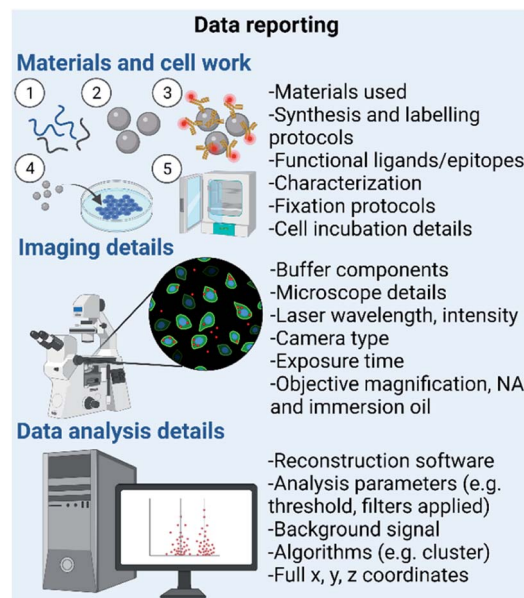 Data reporting
Materials and cell work
1
2
3
4
5
-Materials used
-Synthesis and labelling
protocols
-Functional ligands/epitopes
-Characterization
-Fixation protocols
-Cell incubation details
Imaging details
-Buffer components
-Microscope details
-Laser wavelength, intensity
-Camera type
-Exposure time
-Objective magnification, NA
and immersion oil
Data analysis details
-Reconstruction software
-Analysis parameters (e.g.
threshold, filters applied)
-Background signal
-Algorithms (e.g. cluster)
-Full x, y, z coordinates